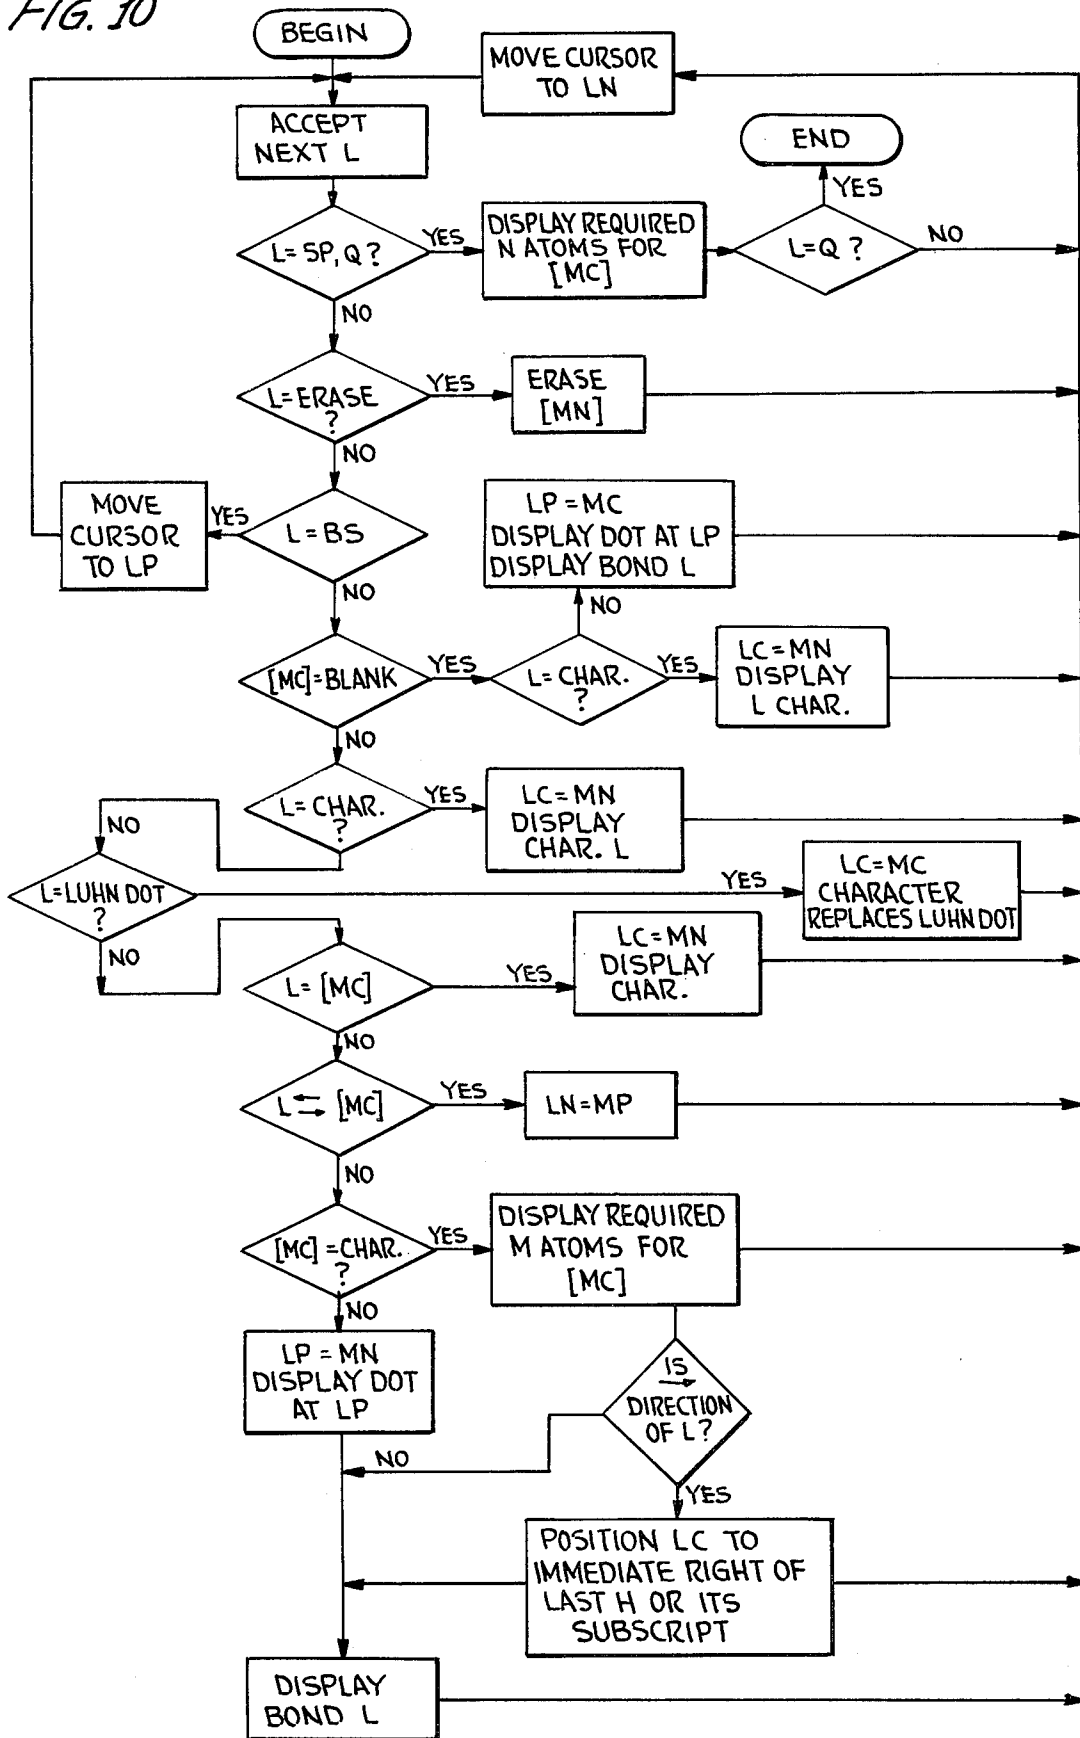 FIG. 10
BEGIN
MOVE CURSOR
TO LN
ACCEPT
NEXT L
END
YES
L=SP, Q ?
YES
DISPLAY REQUIRED
N ATOMS FOR
[MC]
L=Q ?
NO
NO
L=ERASE
?
YES
ERASE
[MN]
NO
MOVE
CURSOR
TO LP
YES
L=BS
LP=MC
DISPLAY DOT AT LP
DISPLAY BOND L
NO
NO
[MC]=BLANK
YES
L=CHAR.
?
YES
LC=MN
DISPLAY
L CHAR.
NO
L=CHAR.
?
YES
LC=MN
DISPLAY
CHAR. L
NO
L=LUHN DOT
?
YES
LC=MC
CHARACTER
REPLACES LUHN DOT
NO
L=[MC]
YES
LC=MN
DISPLAY
CHAR.
NO
L ⇆ [MC]
YES
LN=MP
NO
[MC]=CHAR.
?
YES
DISPLAY REQUIRED
M ATOMS FOR
[MC]
NO
LP=MN
DISPLAY DOT
AT LP
IS
→
DIRECTION
OF L?
NO
YES
POSITION LC TO
IMMEDIATE RIGHT OF
LAST H OR ITS
SUBSCRIPT
DISPLAY
BOND L